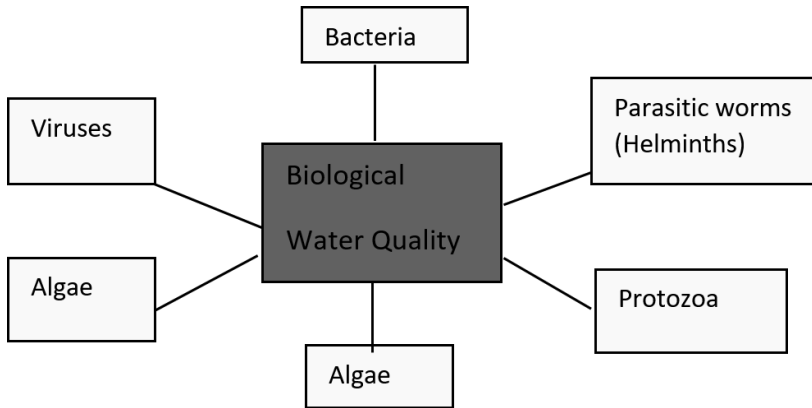 Bacteria
Viruses
Parasitic worms
(Helminths)
Biological
Water Quality
Algae
Protozoa
Algae